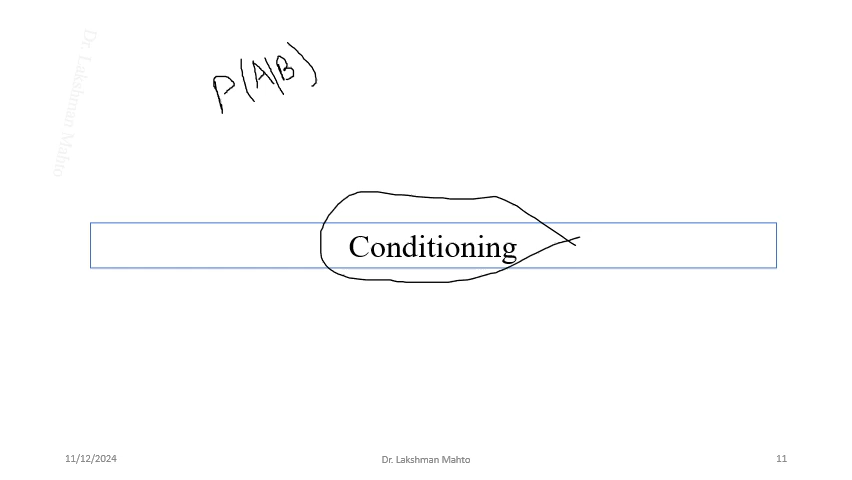 Dr. Lakshman Mahto
P(A|B)
Conditioning
11/12/2024
Dr. Lakshman Mahto
11